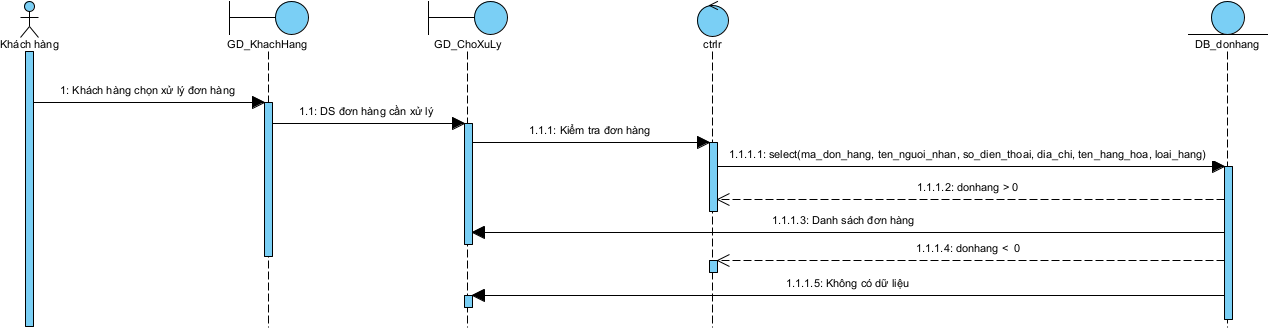 Khách hàng
GD_KhachHang
GD_ChoXuLy
ctrlr
DB_donhang
1: Khách hàng chọn xử lý đơn hàng
1.1: DS đơn hàng cần xử lý
1.1.1: Kiểm tra đơn hàng
1.1.1.1: select(ma_don_hang, ten_nguoi_nhan, so_dien_thoai, dia_chi, ten_hang_hoa, loai_hang)
1.1.1.2: donhang > 0
1.1.1.3: Danh sách đơn hàng
1.1.1.4: donhang < 0
1.1.1.5: Không có dữ liệu